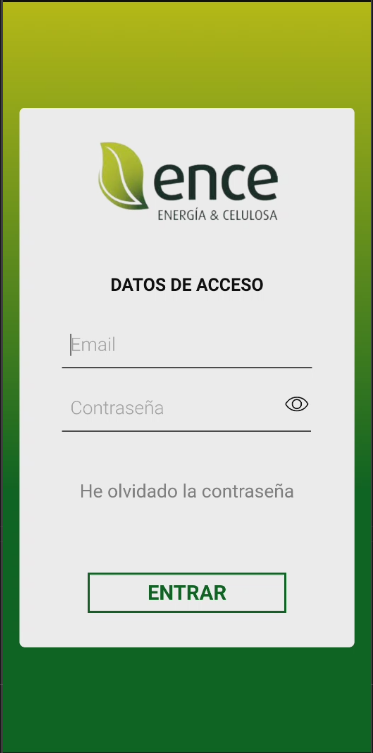 ence
ENERGÍA & CELULOSA
DATOS DE ACCESO
Email
Contraseña
He olvidado la contraseña
ENTRAR